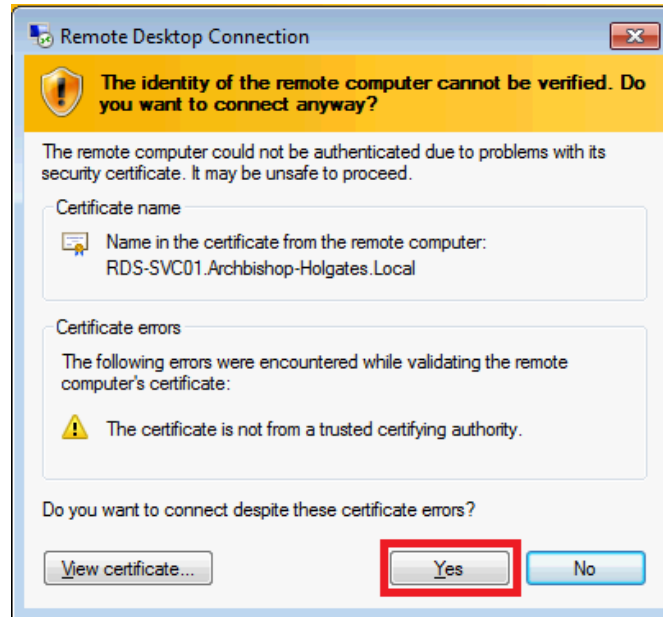 Remote Desktop Connection
The identity of the remote computer cannot be verified. Do
you want to connect anyway?
The remote computer could not be authenticated due to problems with its
security certificate. It may be unsafe to proceed.
Certificate name
Name in the certificate from the remote computer:
RDS-SVC01.Archbishop-Holgates.Local
Certificate errors
The following errors were encountered while validating the remote
computer's certificate:
The certificate is not from a trusted certifying authority.
Do you want to connect despite these certificate errors?
View certificate... Yes No